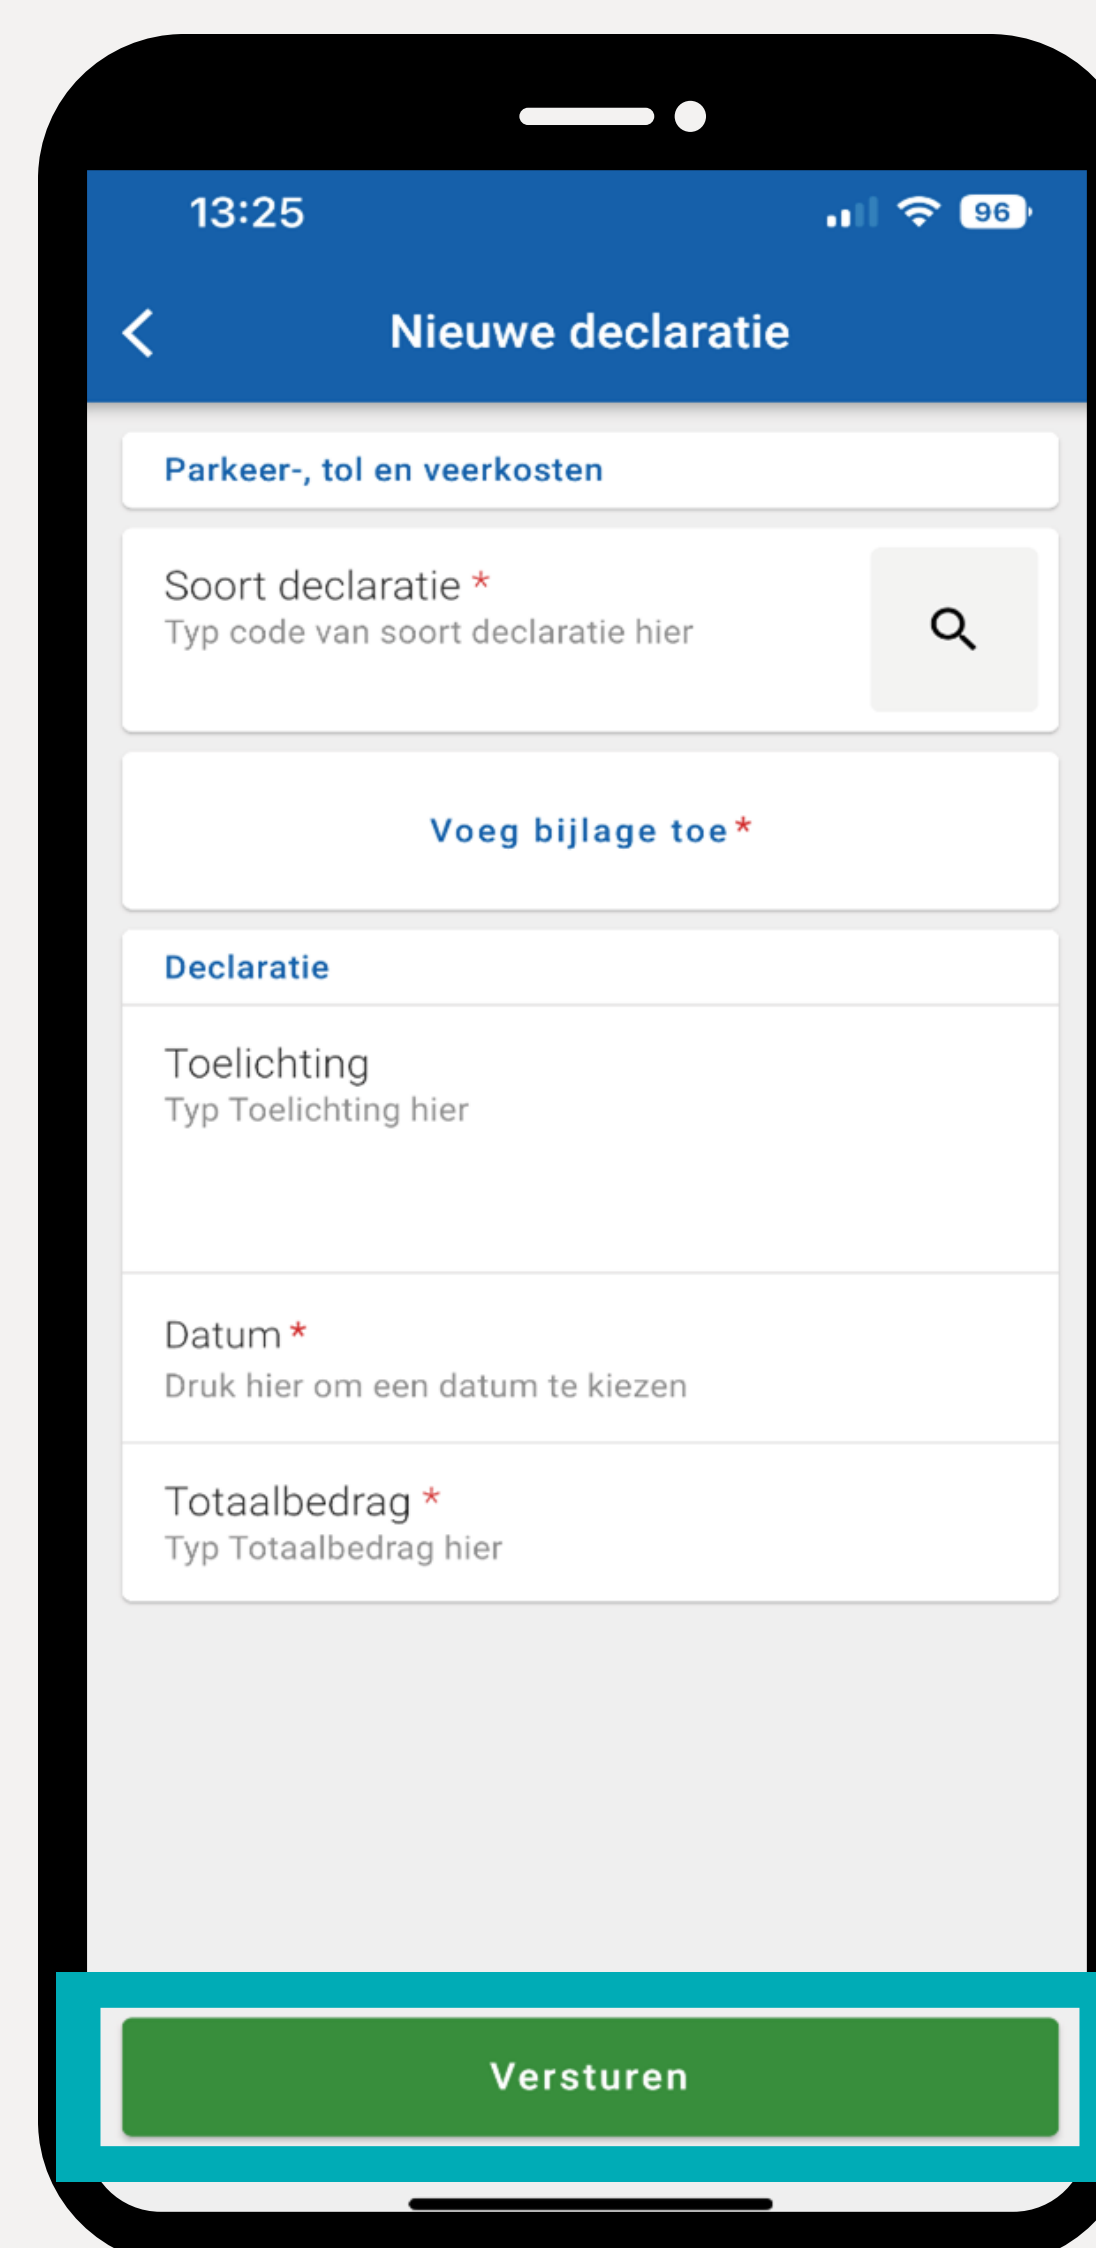 13:25
96
Nieuwe declaratie
Parkeer-, tol en veerkosten
Soort declaratie *
Typ code van soort declaratie hier
Voeg bijlage toe *
Declaratie
Toelichting
Typ Toelichting hier
Datum *
Druk hier om een datum te kiezen
Totaalbedrag *
Typ Totaalbedrag hier
Versturen